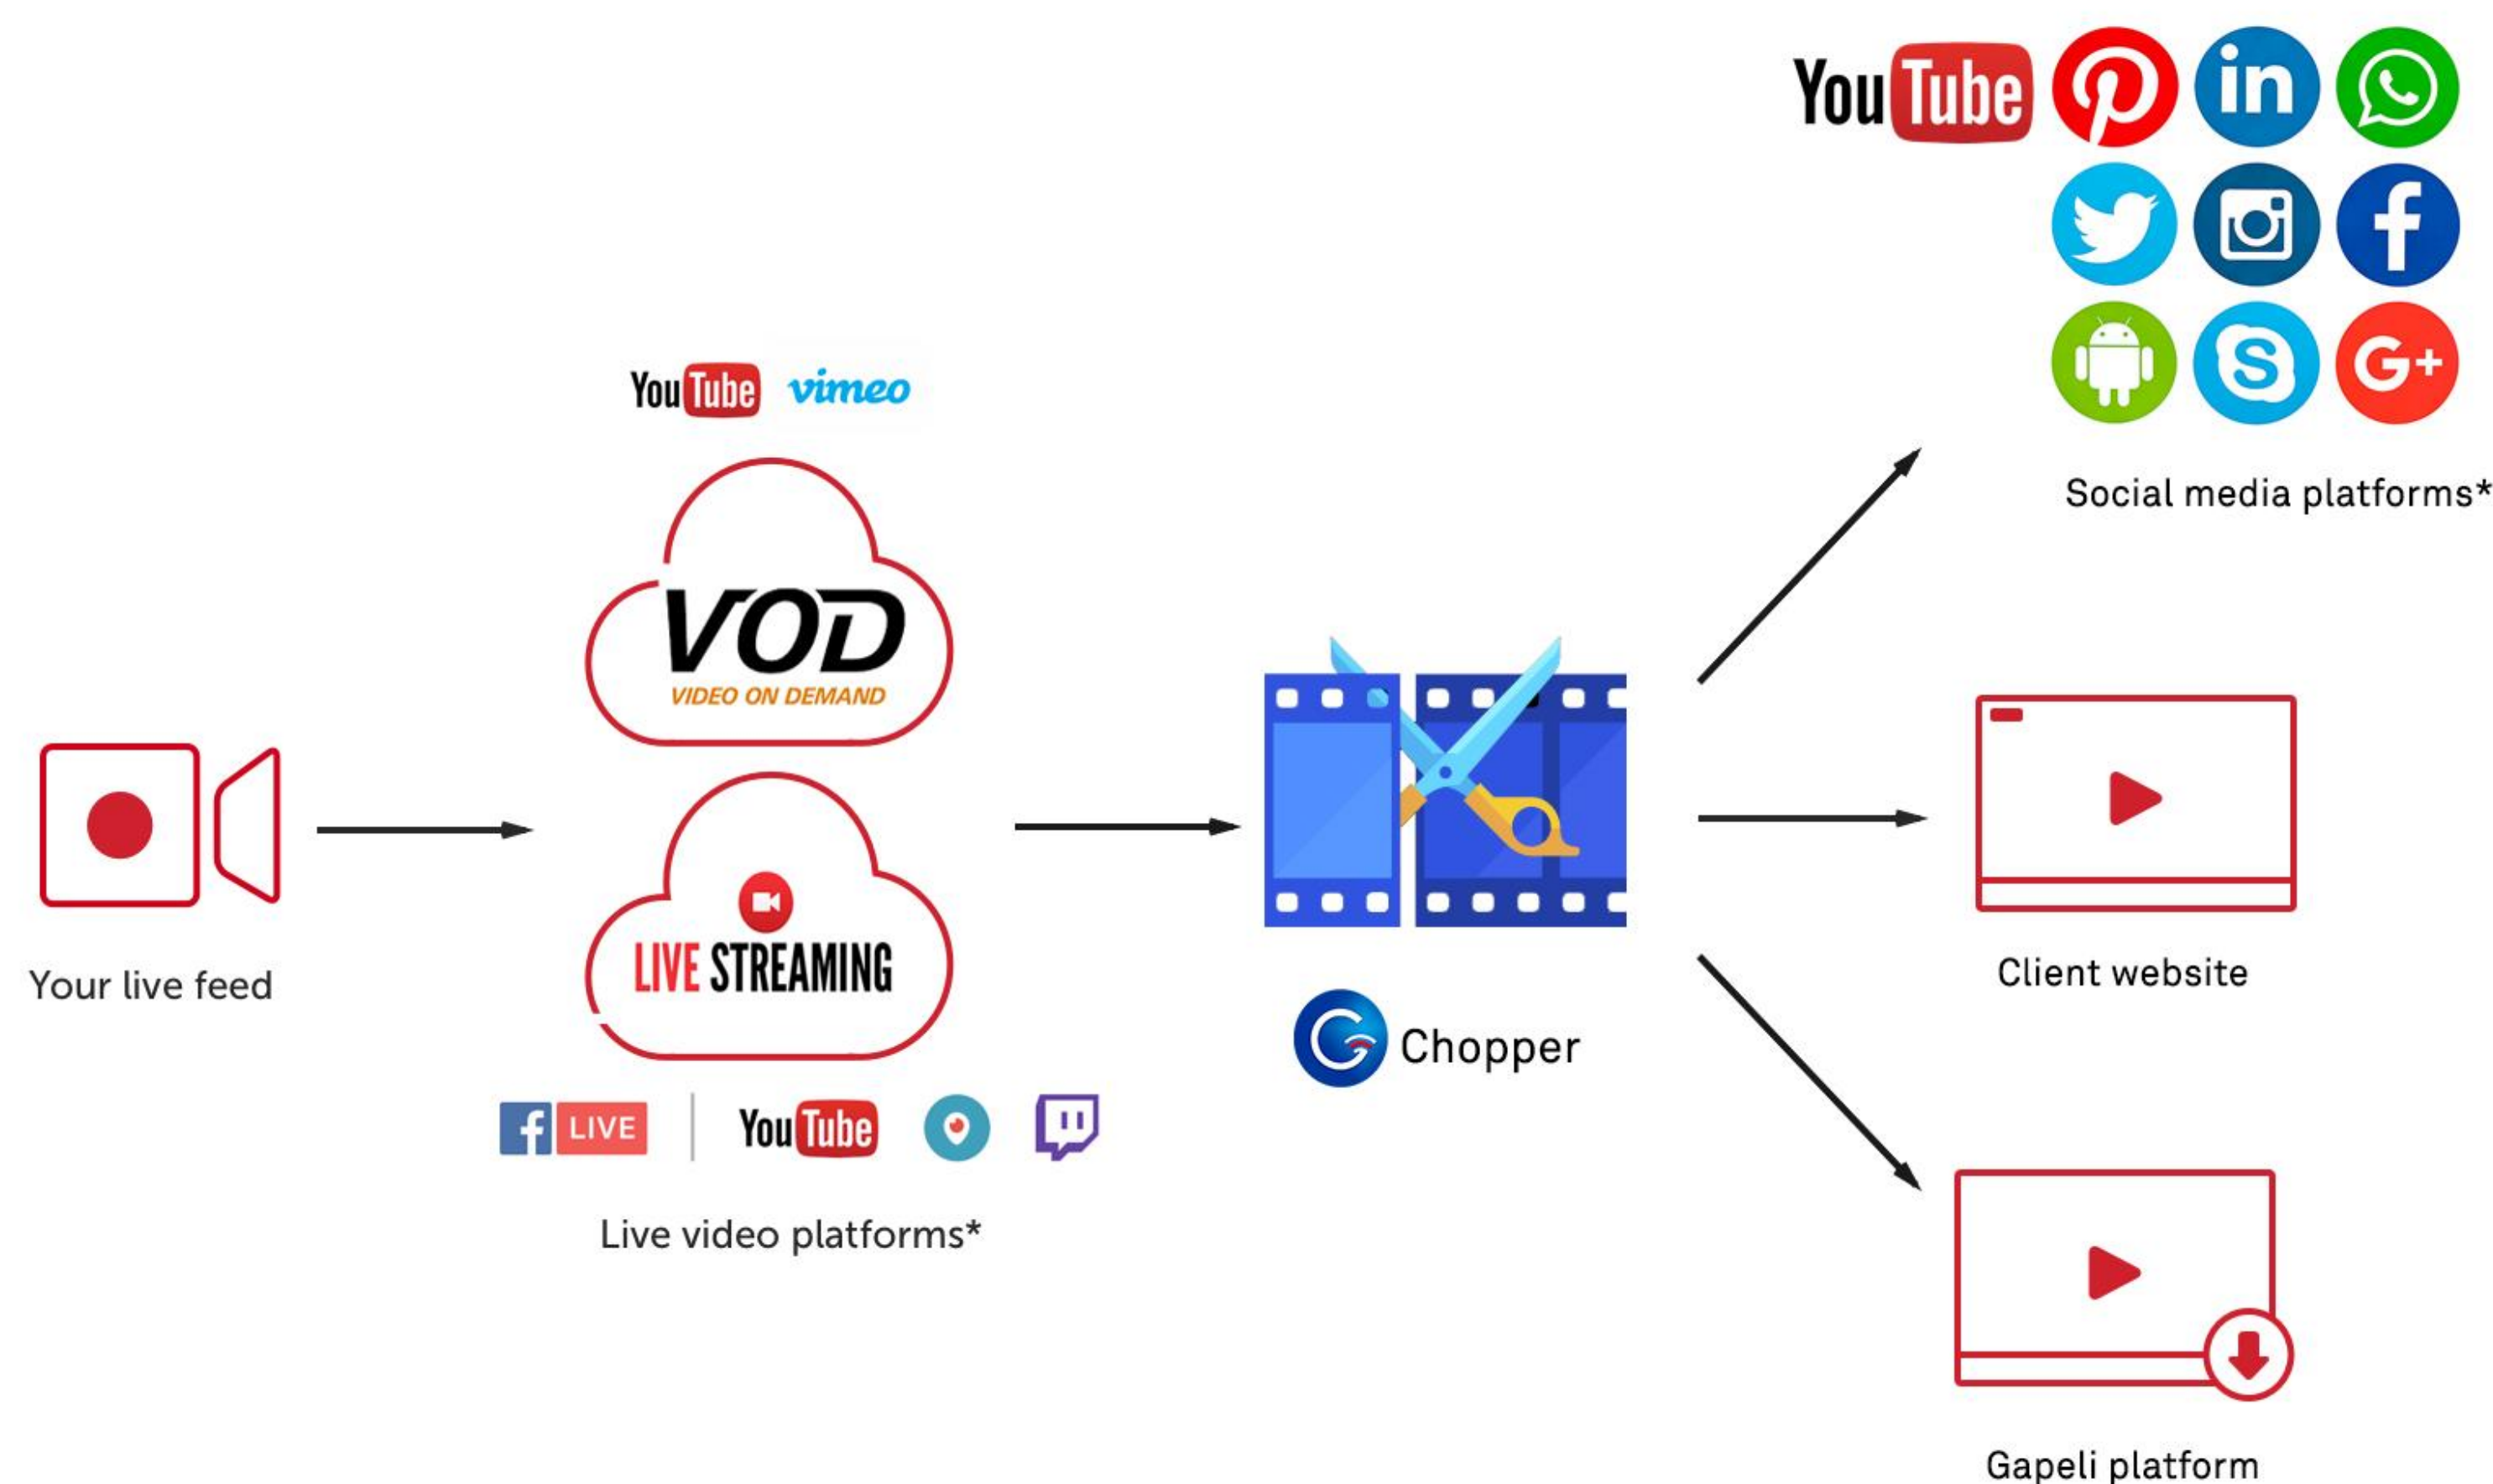 YouTube
in
G+
Social media platforms*
YouTube vimeo
VOD
VIDEO ON DEMAND
LIVE STREAMING
Your live feed
f LIVE YouTube
Live video platforms*
G Chopper
Client website
Gapeli platform